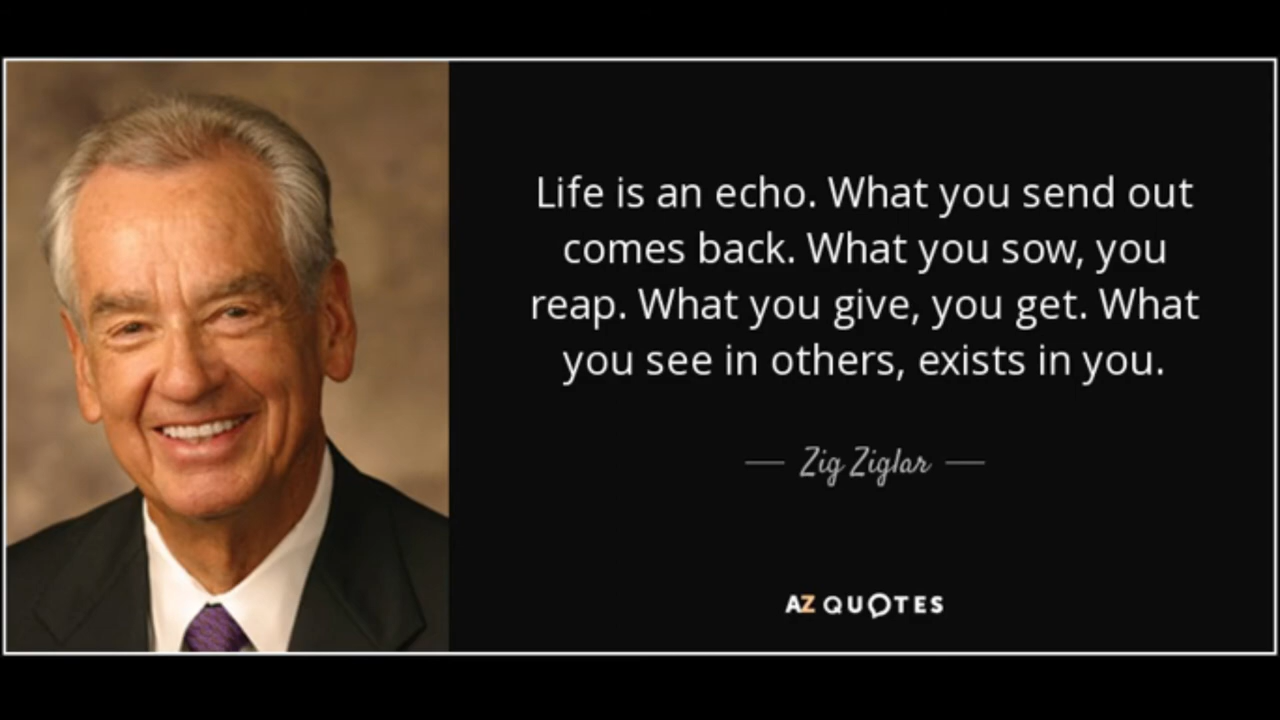 Life is an echo. What you send out
comes back. What you sow, you
reap. What you give, you get. What
you see in others, exists in you.
— Zig Ziglar —
AZ QUOTES